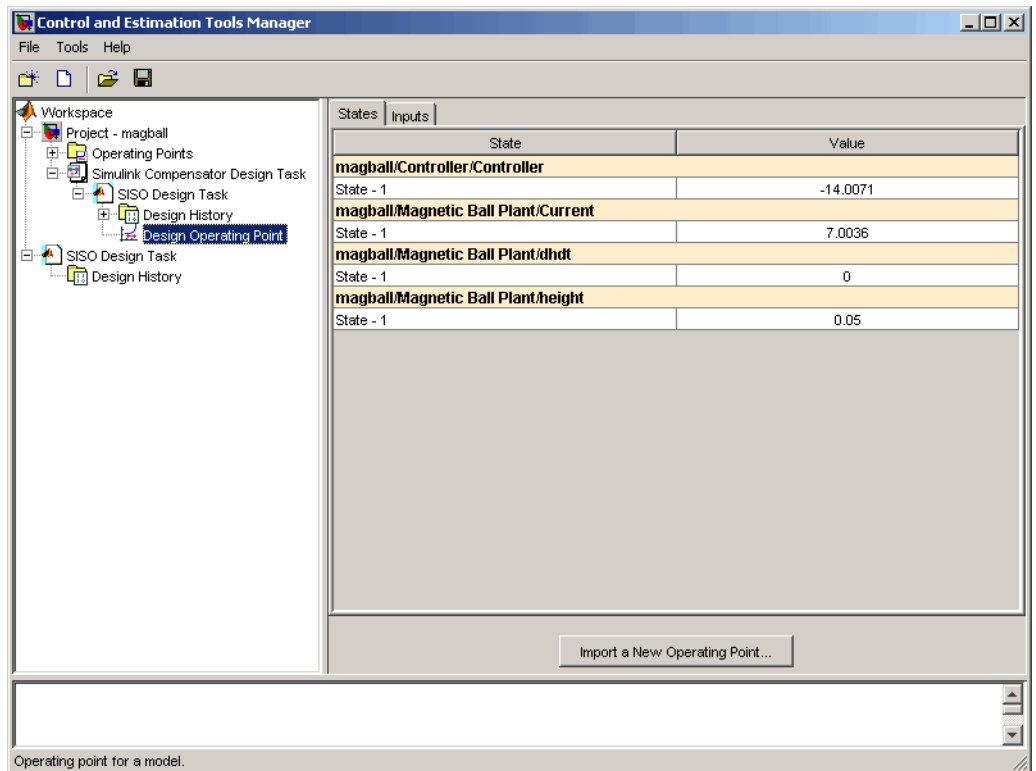 Control and Estimation Tools Manager
File Tools Help
Workspace
Project - magball
Operating Points
Simulink Compensator Design Task
SISO Design Task
Design History
Design Operating Point
SISO Design Task
Design History
States Inputs
State Value
magball/Controller/Controller
State - 1 -14.0071
magball/Magnetic Ball Plant/Current
State - 1 7.0036
magball/Magnetic Ball Plant/dhdt
State - 1 0
magball/Magnetic Ball Plant/height
State - 1 0.05
Import a New Operating Point...
Operating point for a model.